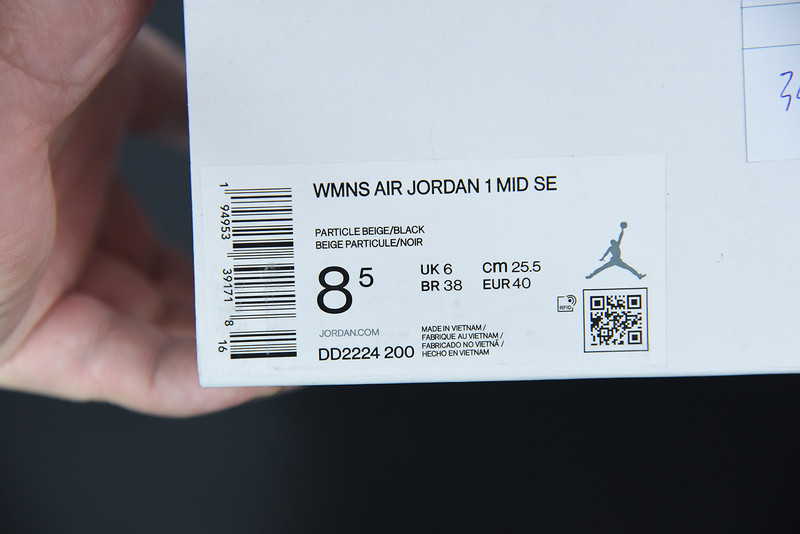 WMNS AIR JORDAN 1 MID SE
PARTICLE BEIGE/BLACK
BEIGE PARTICULE/NOIR
8 5
UK 6 cm 25.5
BR 38 EUR 40
RFID
JORDAN.COM
DD2224 200
MADE IN VIETNAM /
FABRIQUE AU VIETNAM /
FABRICADO NO VIETNÃ /
HECHO EN VIETNAM
1 94953 39171 8 16